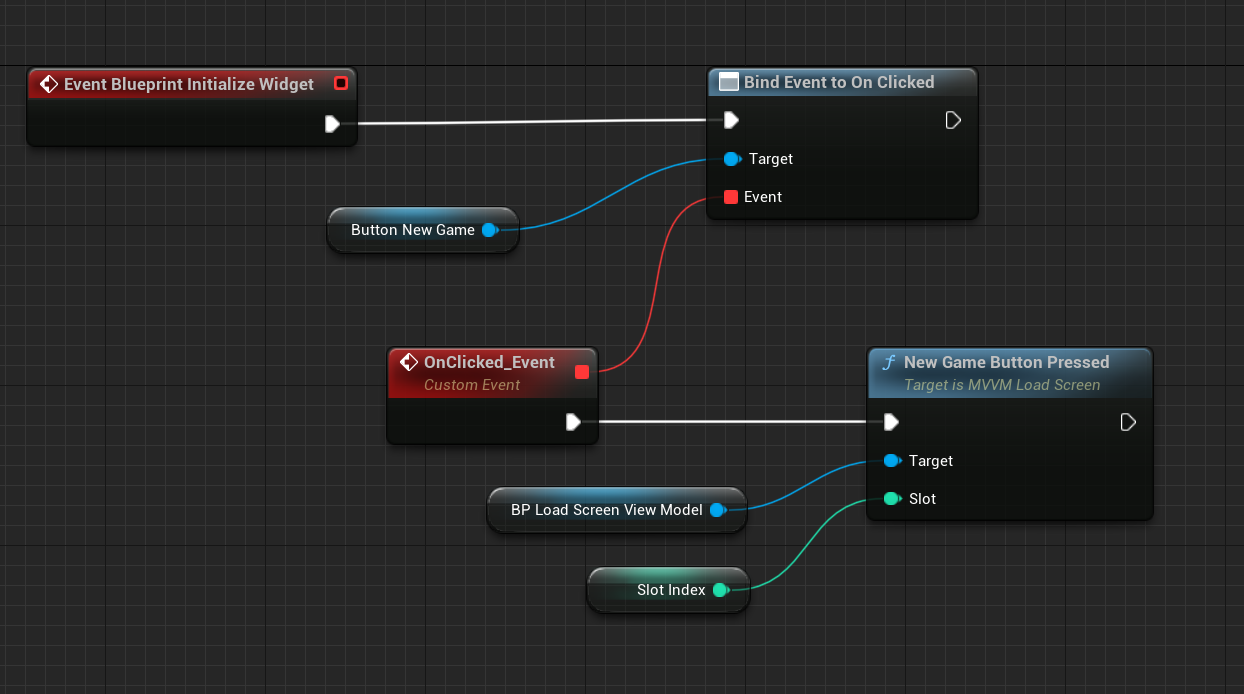 Event Blueprint Initialize Widget
Bind Event to On Clicked
Target
Event
Button New Game
OnClicked_Event
Custom Event
New Game Button Pressed
Target is MVVM Load Screen
Target
Slot
BP Load Screen View Model
Slot Index